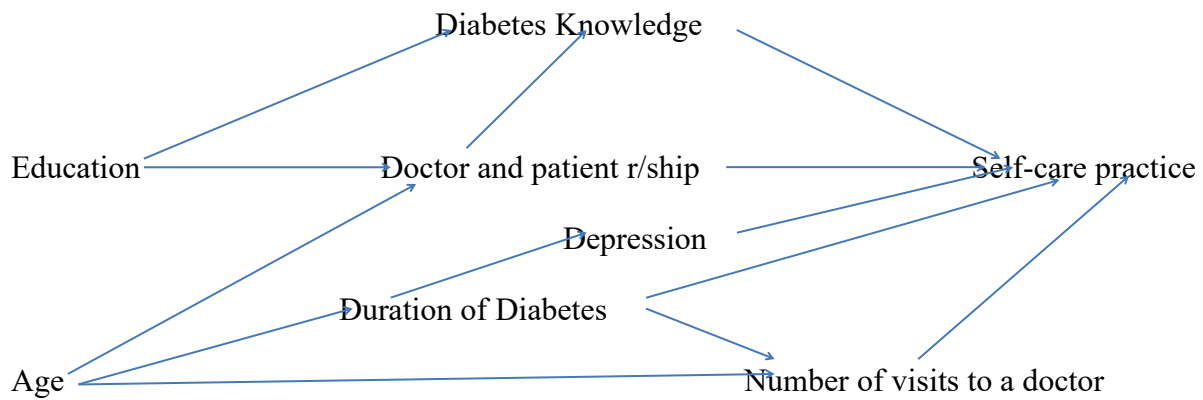 Diabetes Knowledge
Education
Doctor and patient r/ship
Self-care practice
Depression
Duration of Diabetes
Age
Number of visits to a doctor